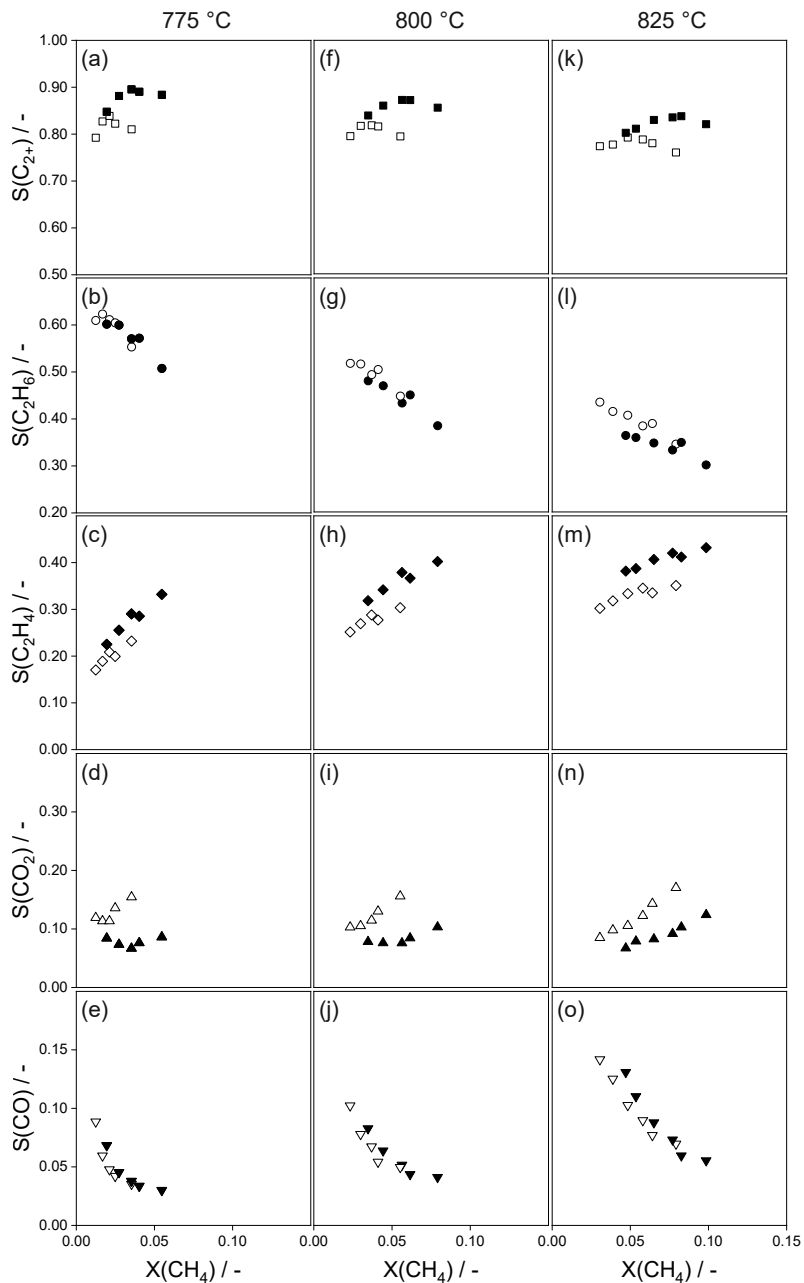 775 °C 800 °C 825 °C
(a) (f) (k)
1.00
0.90
0.80
0.70
0.60
0.50
S(C2+) / -
(b) (g) (l)
0.60
0.50
0.40
0.30
0.20
S(C2H6) / -
(c) (h) (m)
0.40
0.30
0.20
0.10
0.00
S(C2H4) / -
(d) (i) (n)
0.30
0.20
0.10
0.00
S(CO2) / -
(e) (j) (o)
0.15
0.10
0.05
0.00
S(CO) / -
0.00 0.05 0.10 0.00 0.05 0.10 0.00 0.05 0.10 0.15
X(CH4) / - X(CH4) / - X(CH4) / -